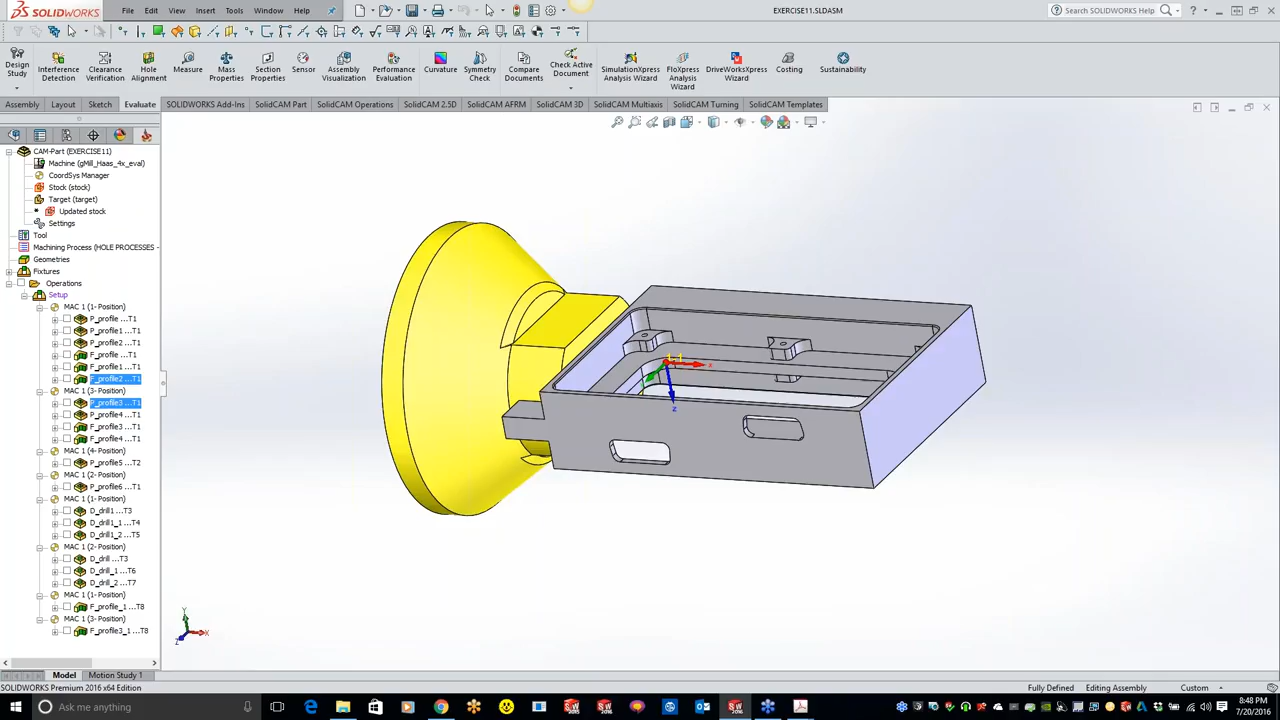 SOLIDWORKS File Edit View Insert Tools Window Help EXERCISE11.SLDASM Search SolidWorks Help
Design Study Interference Detection Clearance Verification Hole Alignment Measure Mass Properties Section Properties Sensor Assembly Visualization Performance Evaluation Curvature Symmetry Check Compare Documents Check Active Document SimulationXpress Analysis Wizard FloXpress Analysis Wizard DriveWorksXpress Wizard Costing Sustainability
Assembly Layout Sketch Evaluate SOLIDWORKS Add-Ins SolidCAM Part SolidCAM Operations SolidCAM 2.5D SolidCAM AFRM SolidCAM 3D SolidCAM Multiaxis SolidCAM Turning SolidCAM Templates
CAM-Part (EXERCISE11)
Machine (gMill_Haas_4x_eval)
CoordSys Manager
Stock (stock)
Target (target)
Updated stock
Settings
Tool
Machining Process (HOLE PROCESSES -
Geometries
Fixtures
Operations
Setup
MAC 1 (1- Position)
P_profile ...T1
P_profile1 ...T1
P_profile2 ...T1
F_profile ...T1
F_profile1 ...T1
F_profile2 ...T1
MAC 1 (3- Position)
P_profile3 ...T1
P_profile4 ...T1
F_profile3 ...T1
F_profile4 ...T1
MAC 1 (4- Position)
P_profile5 ...T2
MAC 1 (2- Position)
P_profile6 ...T1
MAC 1 (1- Position)
D_drill1 ...T3
D_drill1_1 ...T4
D_drill1_2 ...T5
MAC 1 (2- Position)
D_drill ...T3
D_drill_1 ...T6
D_drill_2 ...T7
MAC 1 (1- Position)
F_profile_1 ...T8
MAC 1 (3- Position)
F_profile3_1 ...T8
1.1
x
z
Y
X
Z
Model Motion Study 1
SOLIDWORKS Premium 2016 x64 Edition Fully Defined Editing Assembly Custom
Ask me anything 8:48 PM
7/20/2016